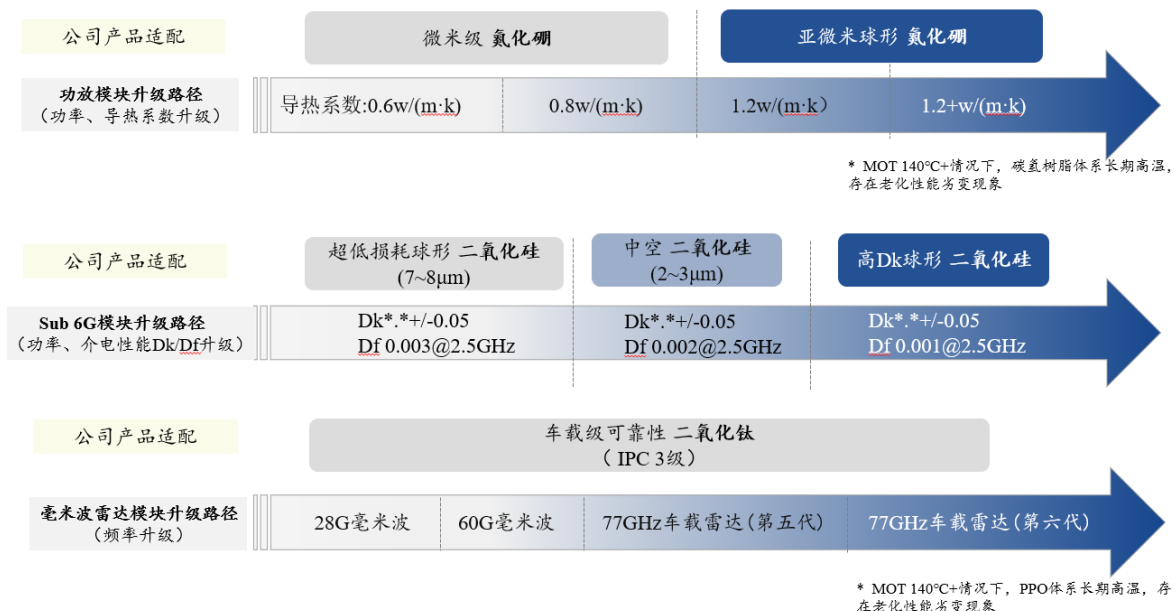 公司产品适配
微米级 氮化硼
亚微米球形 氮化硼
功放模块升级路径
（功率、导热系数升级）
导热系数:0.6w/(m·k)
0.8w/(m·k)
1.2w/(m·k）
1.2+w/(m·k)
* MOT 140℃+情况下，碳氢树脂体系长期高温，
存在老化性能劣变现象
公司产品适配
超低损耗球形 二氧化硅
(7~8μm)
中空 二氧化硅
(2~3μm)
高Dk球形 二氧化硅
Sub 6G模块升级路径
（功率、介电性能Dk/Df升级）
Dk*.*+/-0.05
Df 0.003@2.5GHz
Dk*.*+/-0.05
Df 0.002@2.5GHz
Dk*.*+/-0.05
Df 0.001@2.5GHz
公司产品适配
车载级可靠性 二氧化钛
（ IPC 3级）
毫米波雷达模块升级路径
（频率升级）
28G毫米波
60G毫米波
77GHz车载雷达（第五代）
77GHz车载雷达（第六代）
* MOT 140℃+情况下，PPO体系长期高温，存
在老化性能劣变现象